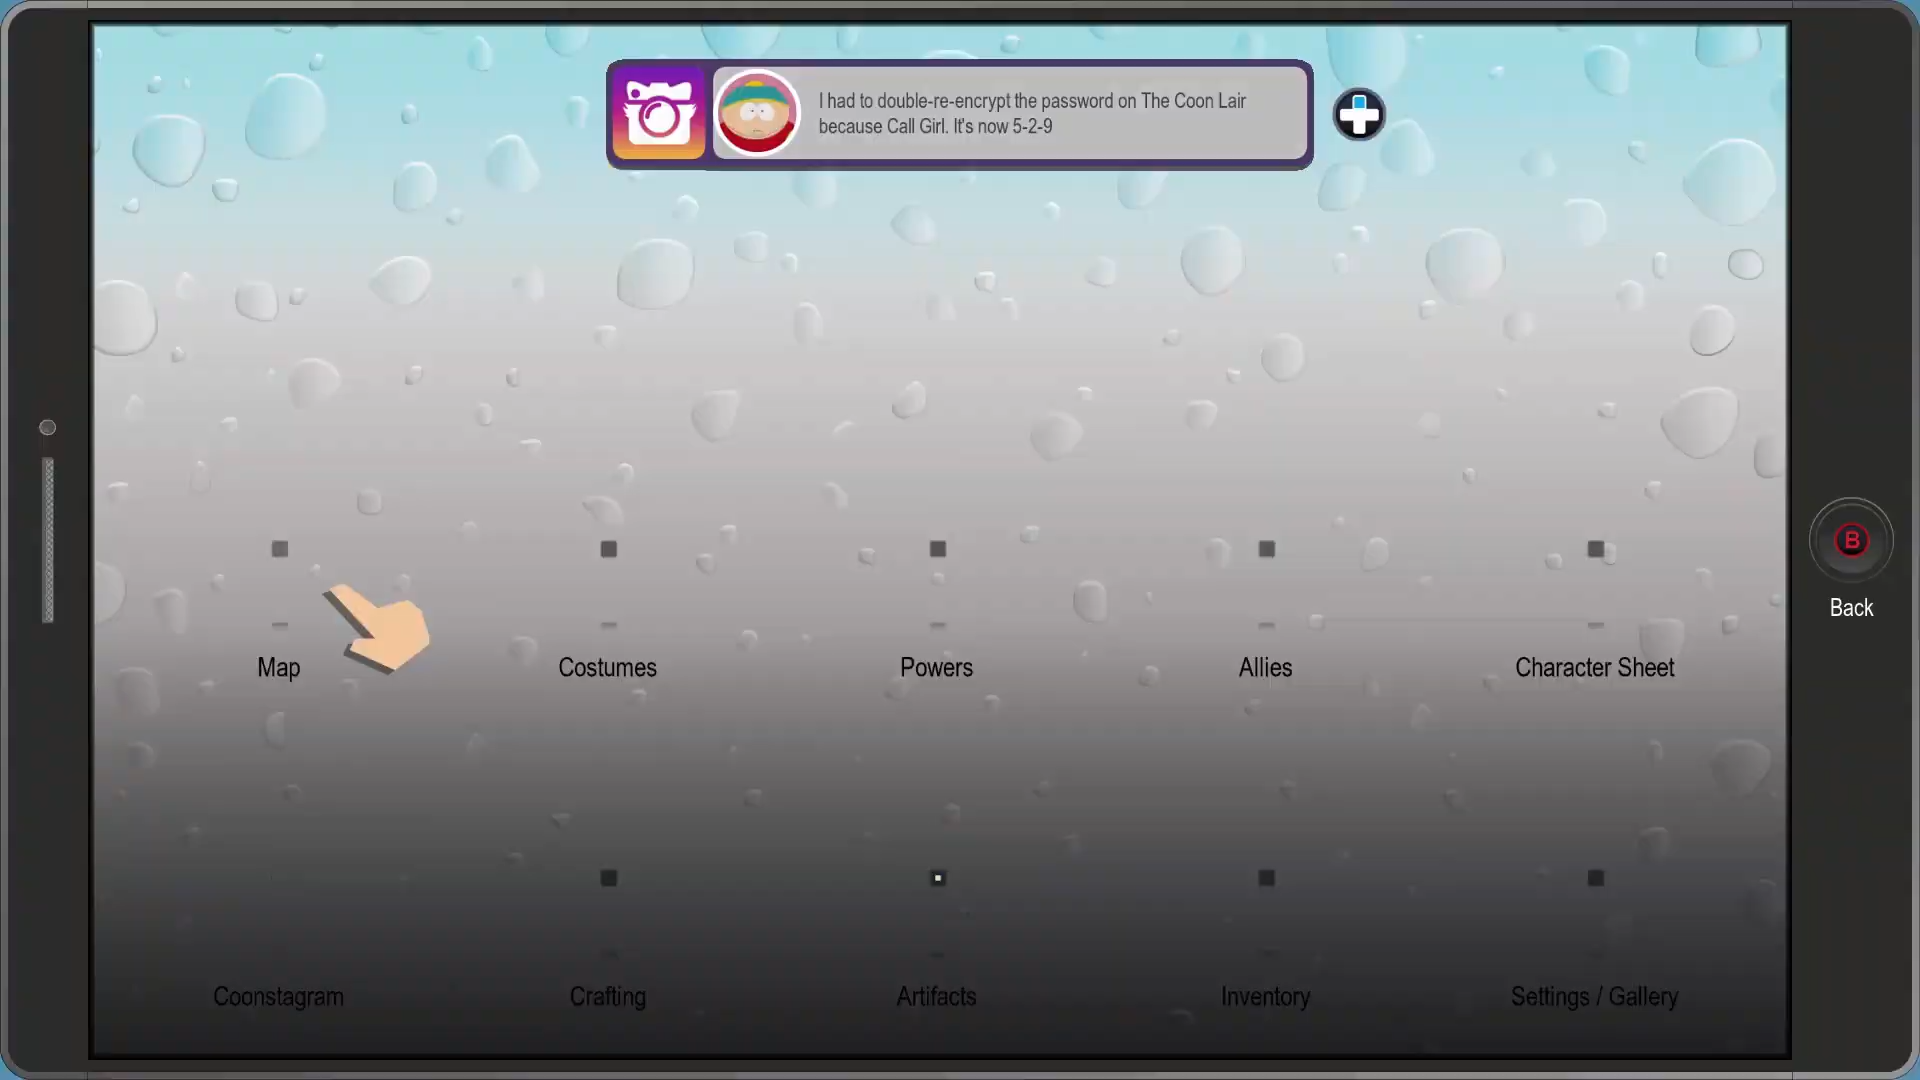 I had to double-re-encrypt the password on The Coon Lair
because Call Girl. It's now 5-2-9
B
Back
Map
Costumes
Powers
Allies
Character Sheet
Coonstagram
Crafting
Artifacts
Inventory
Settings / Gallery